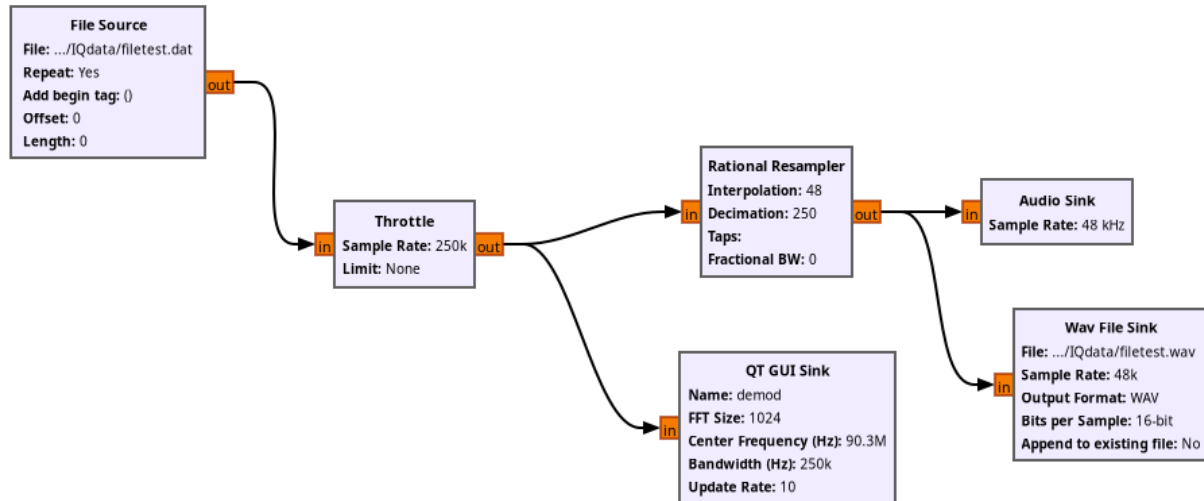 File Source
File: .../IQdata/filetest.dat
Repeat: Yes
Add begin tag: ()
Offset: 0
Length: 0
out
in
Throttle
Sample Rate: 250k
Limit: None
out
in
Rational Resampler
Interpolation: 48
Decimation: 250
Taps:
Fractional BW: 0
out
in
Audio Sink
Sample Rate: 48 kHz
in
QT GUI Sink
Name: demod
FFT Size: 1024
Center Frequency (Hz): 90.3M
Bandwidth (Hz): 250k
Update Rate: 10
in
Wav File Sink
File: .../IQdata/filetest.wav
Sample Rate: 48k
Output Format: WAV
Bits per Sample: 16-bit
Append to existing file: No